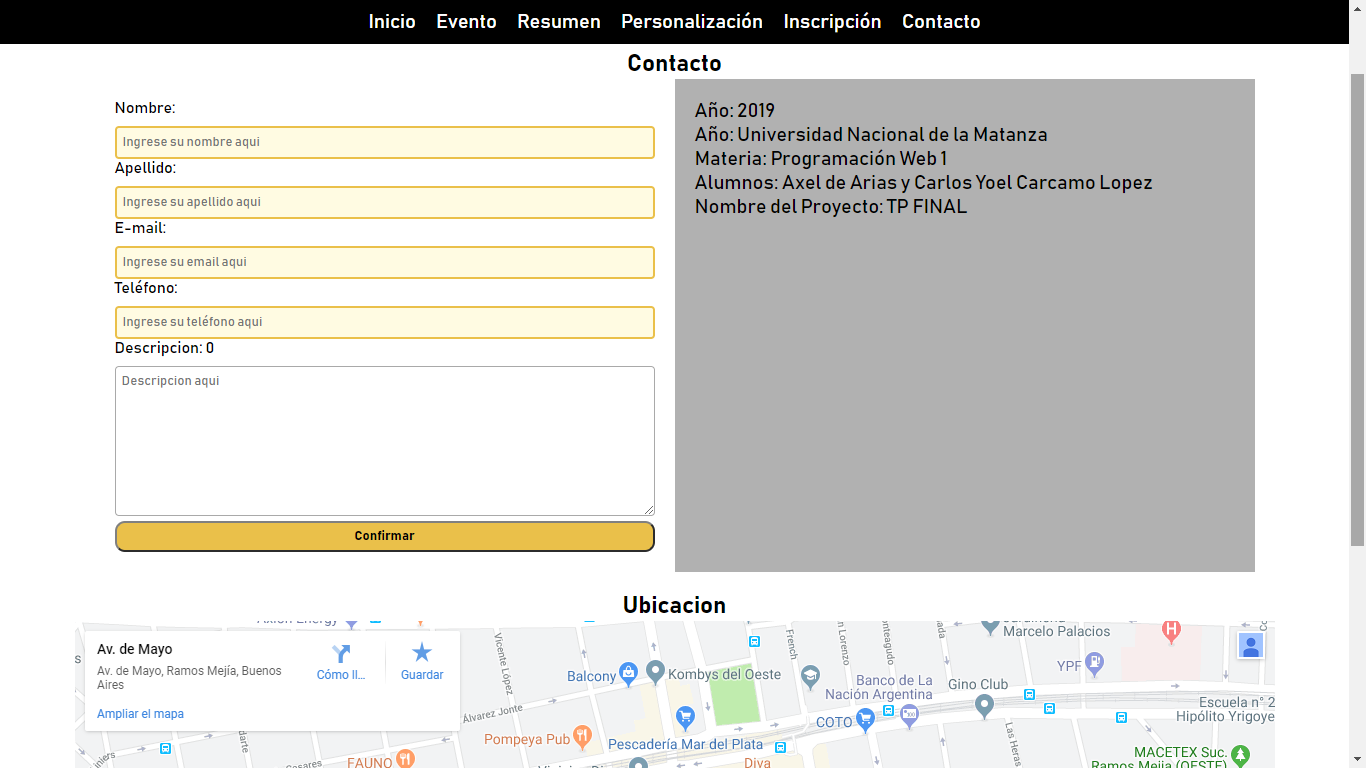 Inicio Evento Resumen Personalización Inscripción Contacto
Contacto
Nombre:
Ingrese su nombre aqui
Apellido:
Ingrese su apellido aqui
E-mail:
Ingrese su email aqui
Teléfono:
Ingrese su teléfono aqui
Descripcion: 0
Descripcion aqui
Confirmar
Año: 2019
Año: Universidad Nacional de la Matanza
Materia: Programación Web 1
Alumnos: Axel de Arias y Carlos Yoel Carcamo Lopez
Nombre del Proyecto: TP FINAL
Ubicacion
Av. de Mayo
Av. de Mayo, Ramos Mejía, Buenos
Aires
Cómo ll...
Guardar
Ampliar el mapa
Axion Energy
Vicente López
Álvarez Jonte
Balcony
Kombys del Oeste
French
Marcelo Palacios
H
YPF
Banco de La
Nación Argentina
Gino Club
COTO
Escuela n° 2
Hipólito Yrigoye
Pompeya Pub
Pescadería Mar del Plata
Las Heras
FAUNO
Diva
MACETEX Suc.
Ramos Mejia (OESTE)